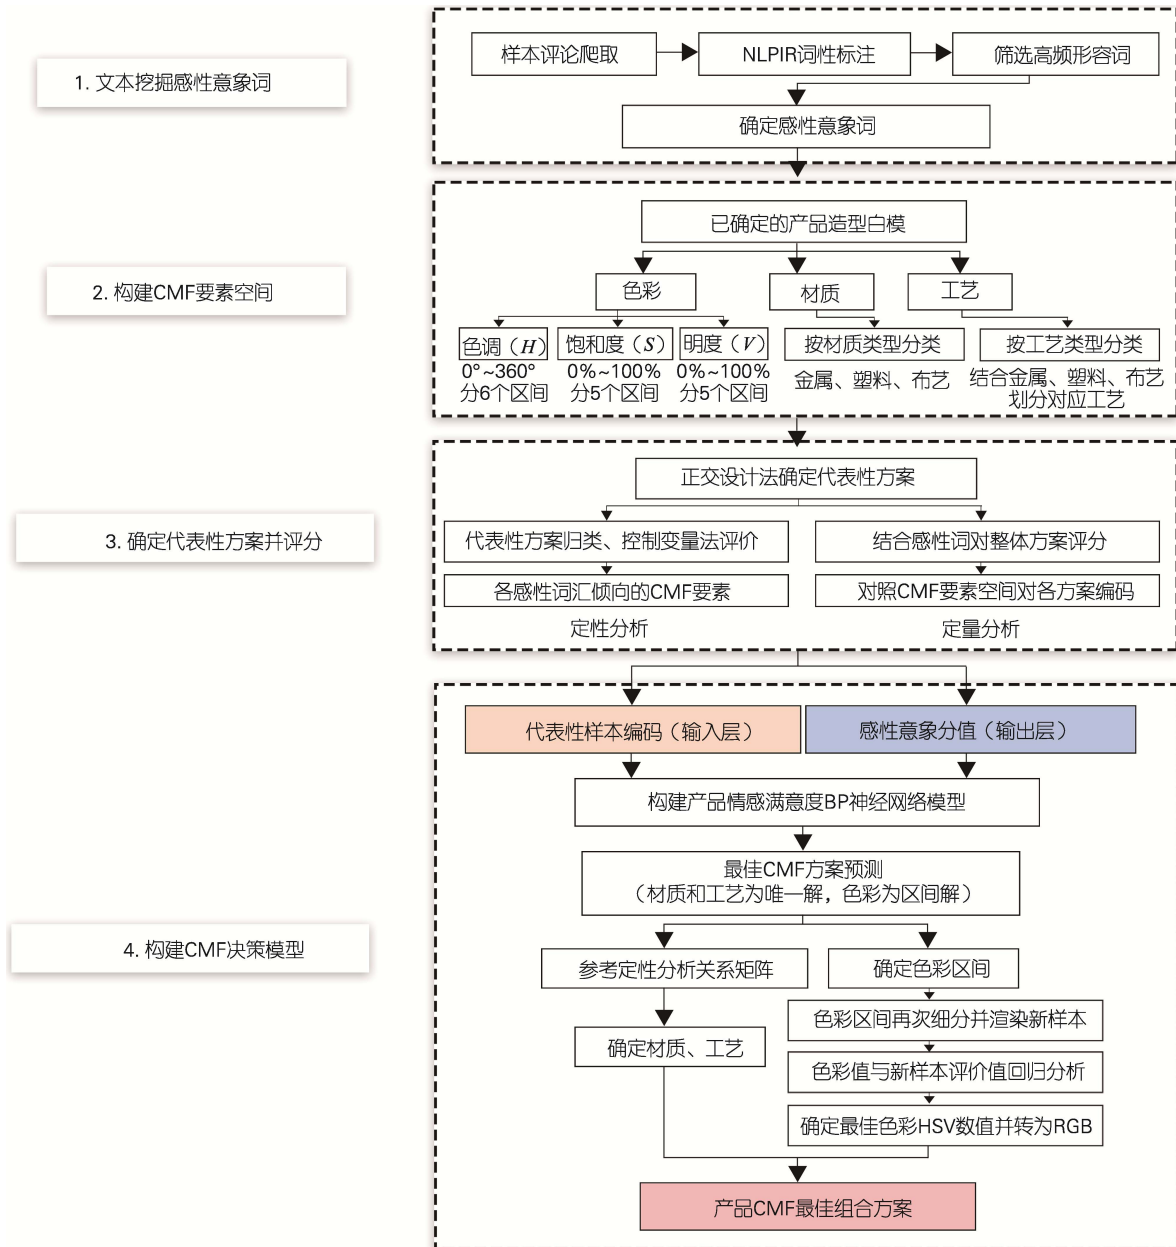 1. 文本挖掘感性意象词
样本评论爬取
NLPIR词性标注
筛选高频形容词
确定感性意象词
2. 构建CMF要素空间
已确定的产品造型白模
色彩
材质
工艺
色调（H）
饱和度（S）
明度（V）
按材质类型分类
按工艺类型分类
0°~360°
分6个区间
0%~100%
分5个区间
0%~100%
分5个区间
金属、塑料、布艺
结合金属、塑料、布艺
划分对应工艺
3. 确定代表性方案并评分
正交设计法确定代表性方案
代表性方案归类、控制变量法评价
结合感性词对整体方案评分
各感性词汇倾向的CMF要素
对照CMF要素空间对各方案编码
定性分析
定量分析
4. 构建CMF决策模型
代表性样本编码（输入层）
感性意象分值（输出层）
构建产品情感满意度BP神经网络模型
最佳CMF方案预测
（材质和工艺为唯一解，色彩为区间解）
参考定性分析关系矩阵
确定色彩区间
色彩区间再次细分并渲染新样本
确定材质、工艺
色彩值与新样本评价值回归分析
确定最佳色彩HSV数值并转为RGB
产品CMF最佳组合方案